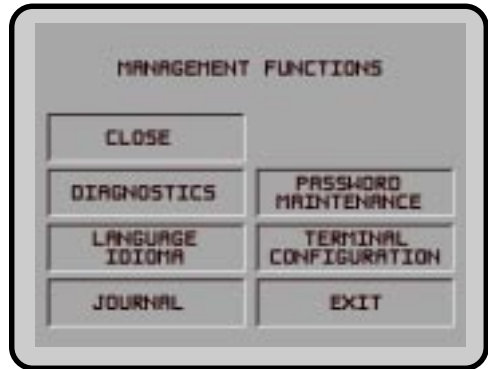 MANAGEMENT FUNCTIONS
CLOSE
DIAGNOSTICS
PASSWORD
MAINTENANCE
LANGUAGE
IDIOMA
TERMINAL
CONFIGURATION
JOURNAL
EXIT